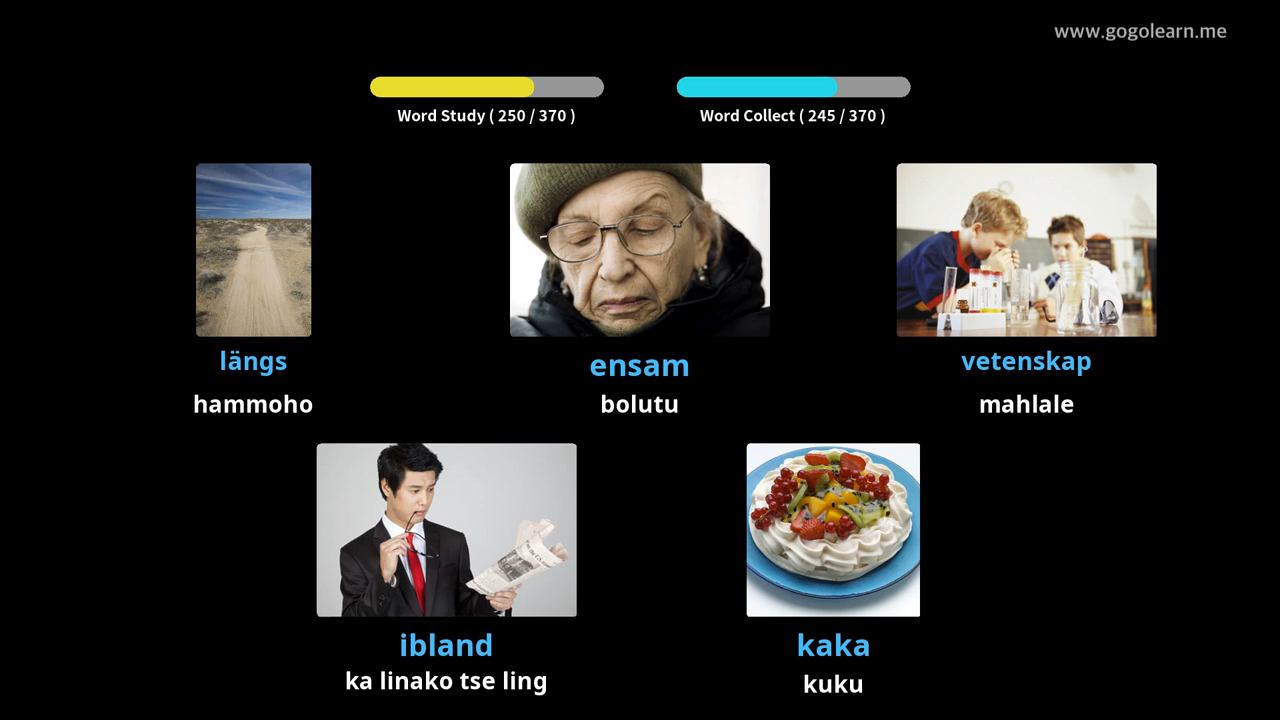 www.gogolearn.me
Word Study ( 250 / 370 )
Word Collect ( 245 / 370 )
längs
hammoho
ensam
bolutu
vetenskap
mahlale
ibland
ka linako tse ling
kaka
kuku